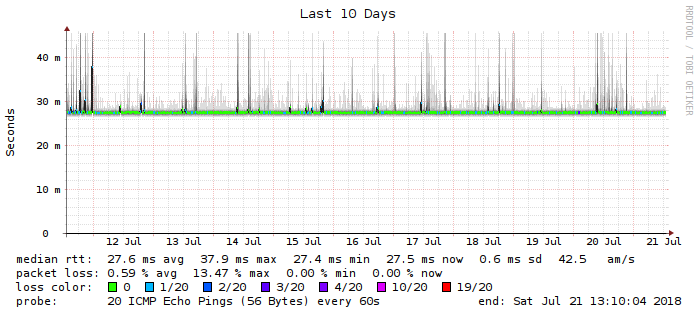 Last 10 Days
RRDTOOL / TOBI OETIKER
Seconds
40 m
30 m
20 m
10 m
0
12 Jul 13 Jul 14 Jul 15 Jul 16 Jul 17 Jul 18 Jul 19 Jul 20 Jul 21 Jul
median rtt: 27.6 ms avg 37.9 ms max 27.4 ms min 27.5 ms now 0.6 ms sd 42.5 am/s
packet loss: 0.59 % avg 13.47 % max 0.00 % min 0.00 % now
loss color: 0 1/20 2/20 3/20 4/20 10/20 19/20
probe: 20 ICMP Echo Pings (56 Bytes) every 60s end: Sat Jul 21 13:10:04 2018